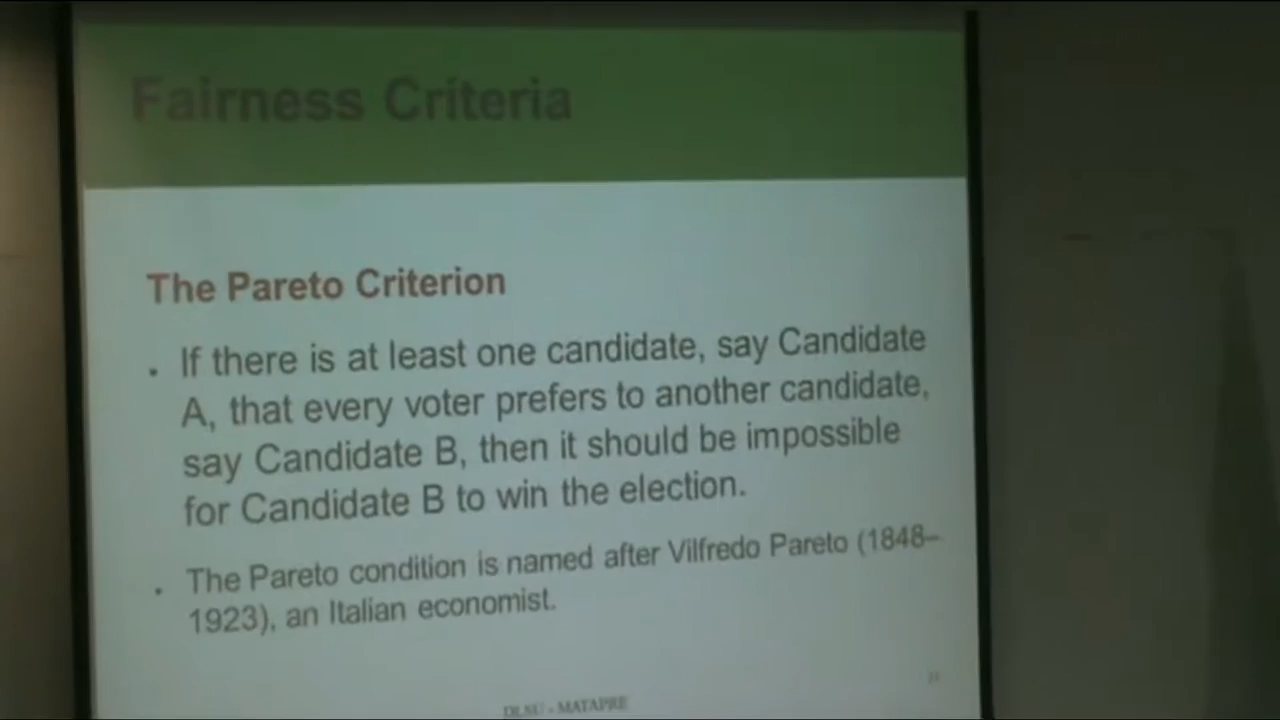 Fairness Criteria
The Pareto Criterion
. If there is at least one candidate, say Candidate
A, that every voter prefers to another candidate,
say Candidate B, then it should be impossible
for Candidate B to win the election.
. The Pareto condition is named after Vilfredo Pareto (1848–
1923), an Italian economist.
DLSU - MATAPRE